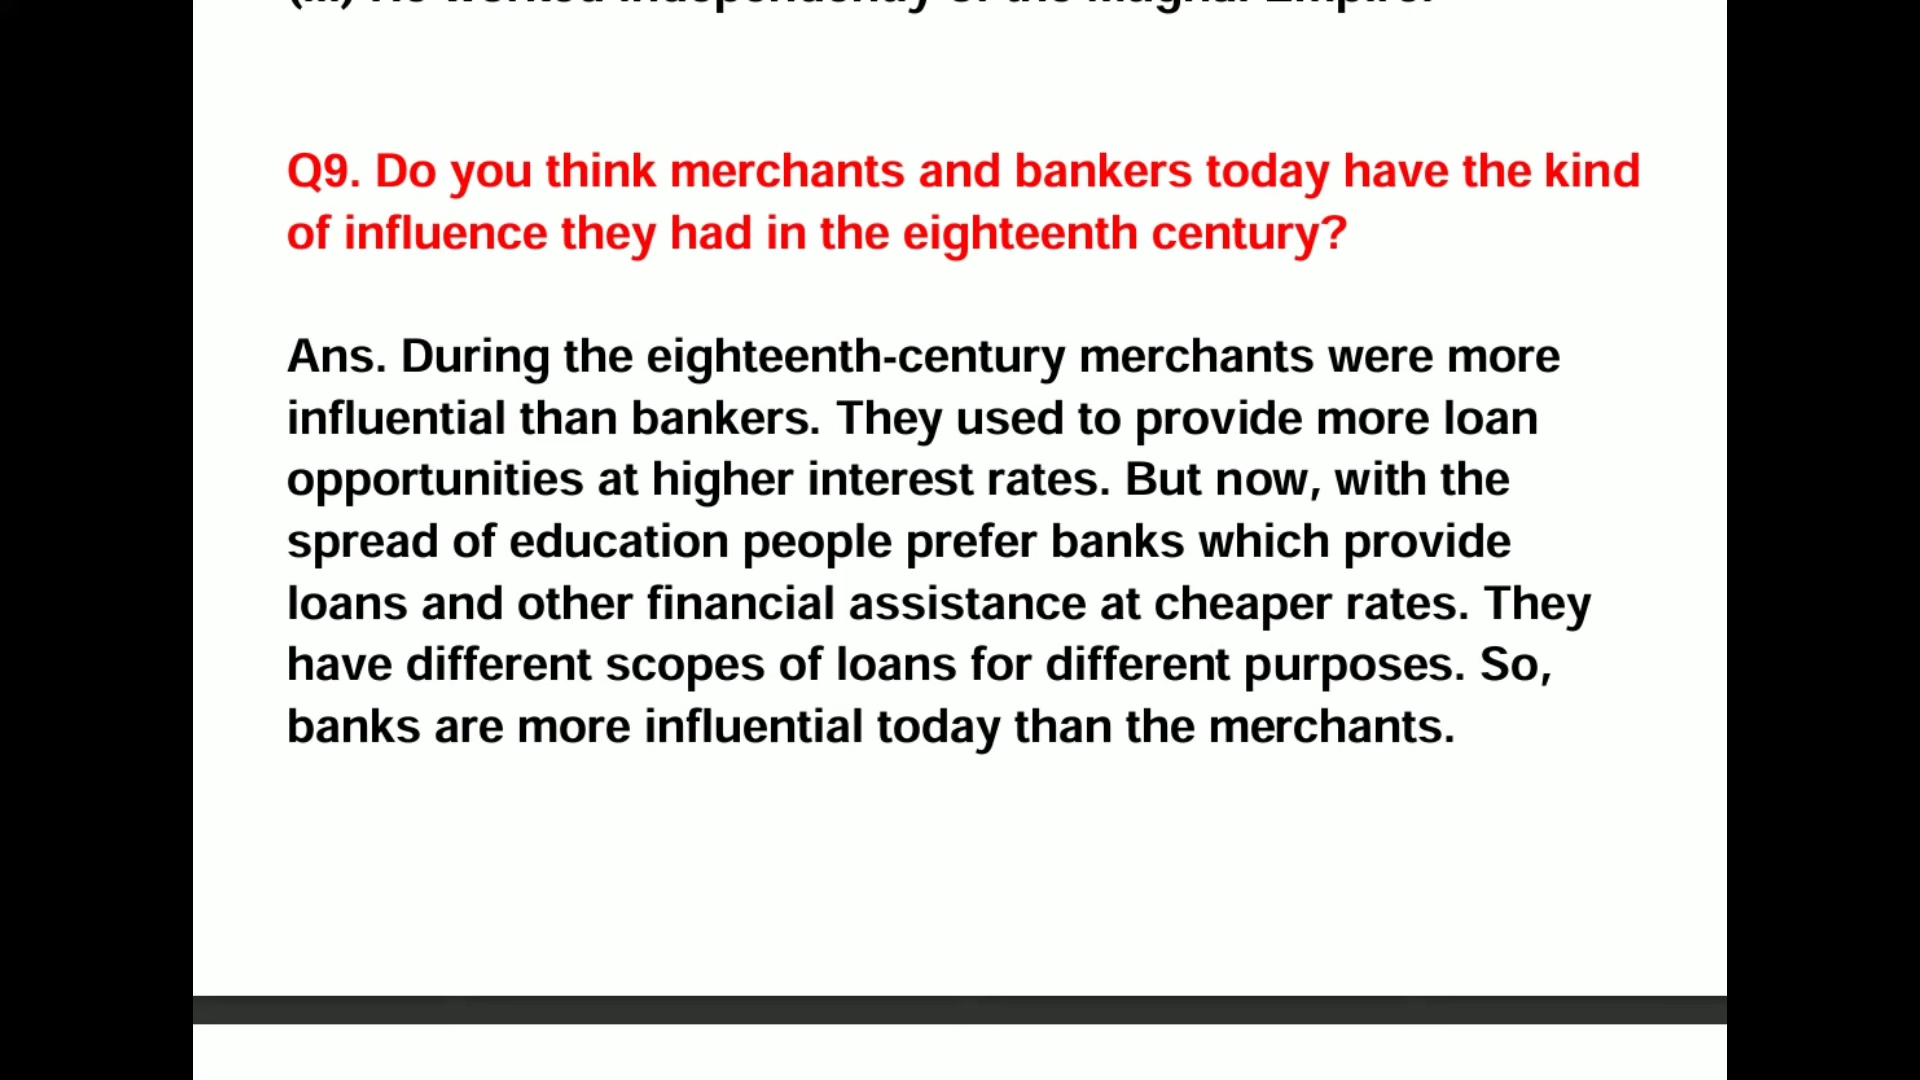 Q9. Do you think merchants and bankers today have the kind
of influence they had in the eighteenth century?
Ans. During the eighteenth-century merchants were more
influential than bankers. They used to provide more loan
opportunities at higher interest rates. But now, with the
spread of education people prefer banks which provide
loans and other financial assistance at cheaper rates. They
have different scopes of loans for different purposes. So,
banks are more influential today than the merchants.